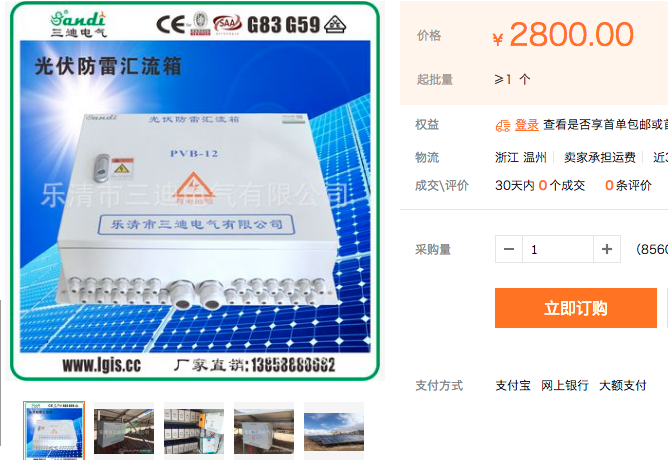 Sandi
三迪电气
CE SAA G83 G59
光伏防雷汇流箱
Sandi 光伏防雷汇流箱
PVB-12
乐清市三迪电气有限公司
乐清市三迪电气有限公司
www.lgis.cc 厂家直销:13858888662
价格 ¥ 2800.00
起批量 ≥1 个
权益 登录 查看是否享首单包邮或首
物流 浙江 温州 卖家承担运费 近3
成交\评价 30天内 0 个成交 0 条评价
采购量 − 1 + (8560
立即订购
支付方式 支付宝 网上银行 大额支付